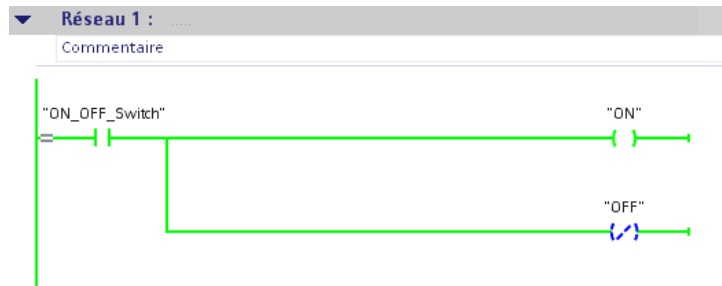 Réseau 1 : .....
Commentaire
"ON_OFF_Switch"
"ON"
"OFF"